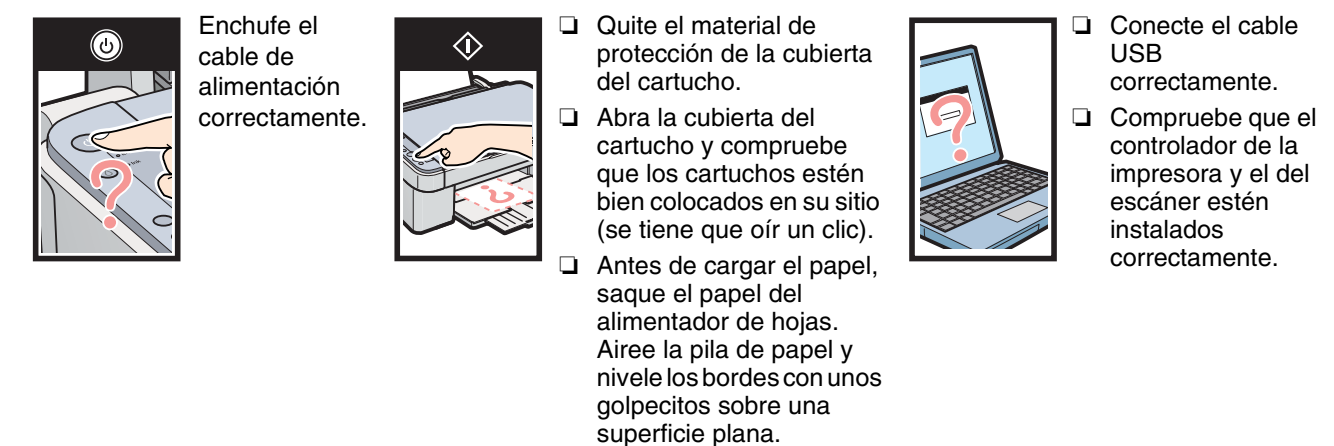 Enchufe el
cable de
alimentación
correctamente.
❏ Quite el material de
protección de la cubierta
del cartucho.
❏ Abra la cubierta del
cartucho y compruebe
que los cartuchos estén
bien colocados en su sitio
(se tiene que oír un clic).
❏ Antes de cargar el papel,
saque el papel del
alimentador de hojas.
Airee la pila de papel y
nivele los bordes con unos
golpecitos sobre una
superficie plana.
❏ Conecte el cable
USB
correctamente.
❏ Compruebe que el
controlador de la
impresora y el del
escáner estén
instalados
correctamente.